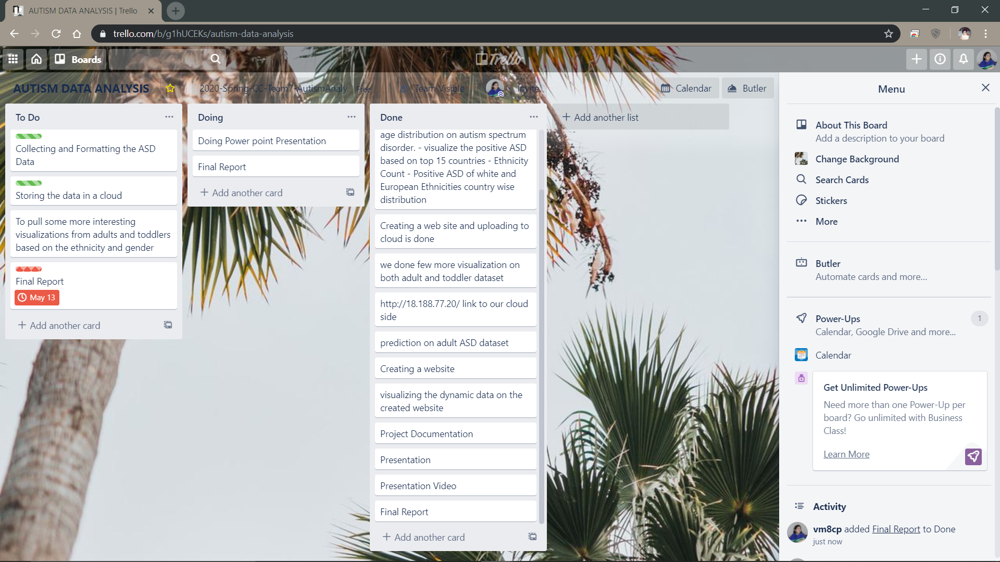 AUTISM DATA ANALYSIS | Trello
trello.com/b/g1hUCEKs/autism-data-analysis
Boards
Trello
AUTISM DATA ANALYSIS
2020-Spring-CC-Team7-AutismAnaly
Free
Team Visible
Invite
Calendar
Butler
To Do
Collecting and Formatting the ASD
Data
Storing the data in a cloud
To pull some more interesting
visualizations from adults and toddlers
based on the ethnicity and gender
Final Report
May 13
+ Add another card
Doing
Doing Power point Presentation
Final Report
+ Add another card
Done
age distribution on autism spectrum
disorder. - visualize the positive ASD
based on top 15 countries - Ethnicity
Count - Positive ASD of white and
European Ethnicities country wise
distribution
Creating a web site and uploading to
cloud is done
we done few more visualization on
both adult and toddler dataset
http://18.188.77.20/ link to our cloud
side
prediction on adult ASD dataset
Creating a website
visualizing the dynamic data on the
created website
Project Documentation
Presentation
Presentation Video
Final Report
+ Add another card
+ Add another list
Menu
About This Board
Add a description to your board
Change Background
Search Cards
Stickers
More
Butler
Automate cards and more...
Power-Ups
1
Calendar, Google Drive and more...
Calendar
Get Unlimited Power-Ups
Need more than one Power-Up per
board? Go unlimited with Business
Class!
Learn More
Activity
vm8cp added Final Report to Done
just now